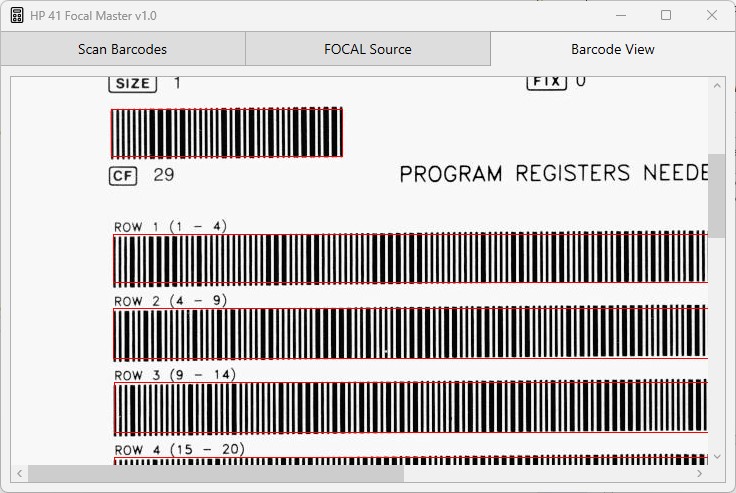 HP 41 Focal Master v1.0
Scan Barcodes FOCAL Source Barcode View
SIZE 1 FIX 0
CF 29 PROGRAM REGISTERS NEEDE
ROW 1 (1 - 4)
ROW 2 (4 - 9)
ROW 3 (9 - 14)
ROW 4 (15 - 20)